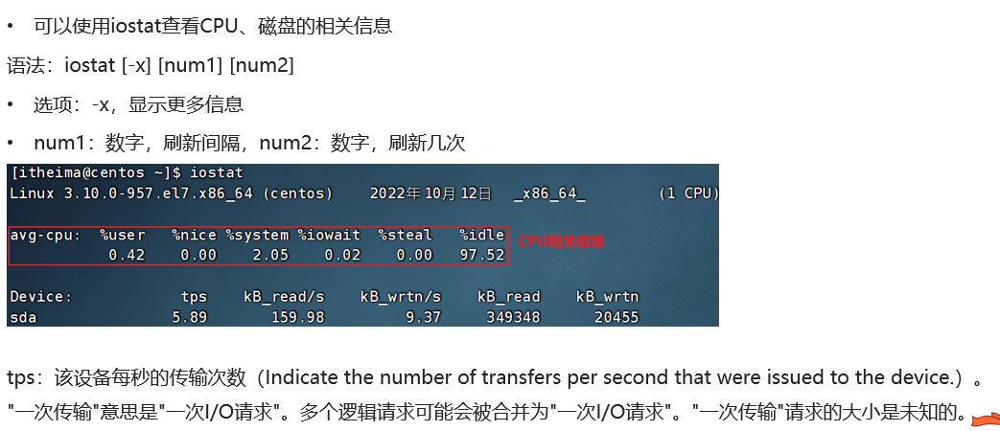 • 可以使用iostat查看CPU、磁盘的相关信息
语法：iostat [-x] [num1] [num2]
• 选项：-x，显示更多信息
• num1：数字，刷新间隔，num2：数字，刷新几次
[itheima@centos ~]$ iostat
Linux 3.10.0-957.el7.x86_64 (centos) 2022年10月12日 _x86_64_ (1 CPU)
avg-cpu: %user %nice %system %iowait %steal %idle
0.42 0.00 2.05 0.02 0.00 97.52
CPU相关信息
Device: tps kB_read/s kB_wrtn/s kB_read kB_wrtn
sda 5.89 159.98 9.37 349348 20455
tps：该设备每秒的传输次数（Indicate the number of transfers per second that were issued to the device.）。
"一次传输"意思是"一次I/O请求"。多个逻辑请求可能会被合并为"一次I/O请求"。"一次传输"请求的大小是未知的。